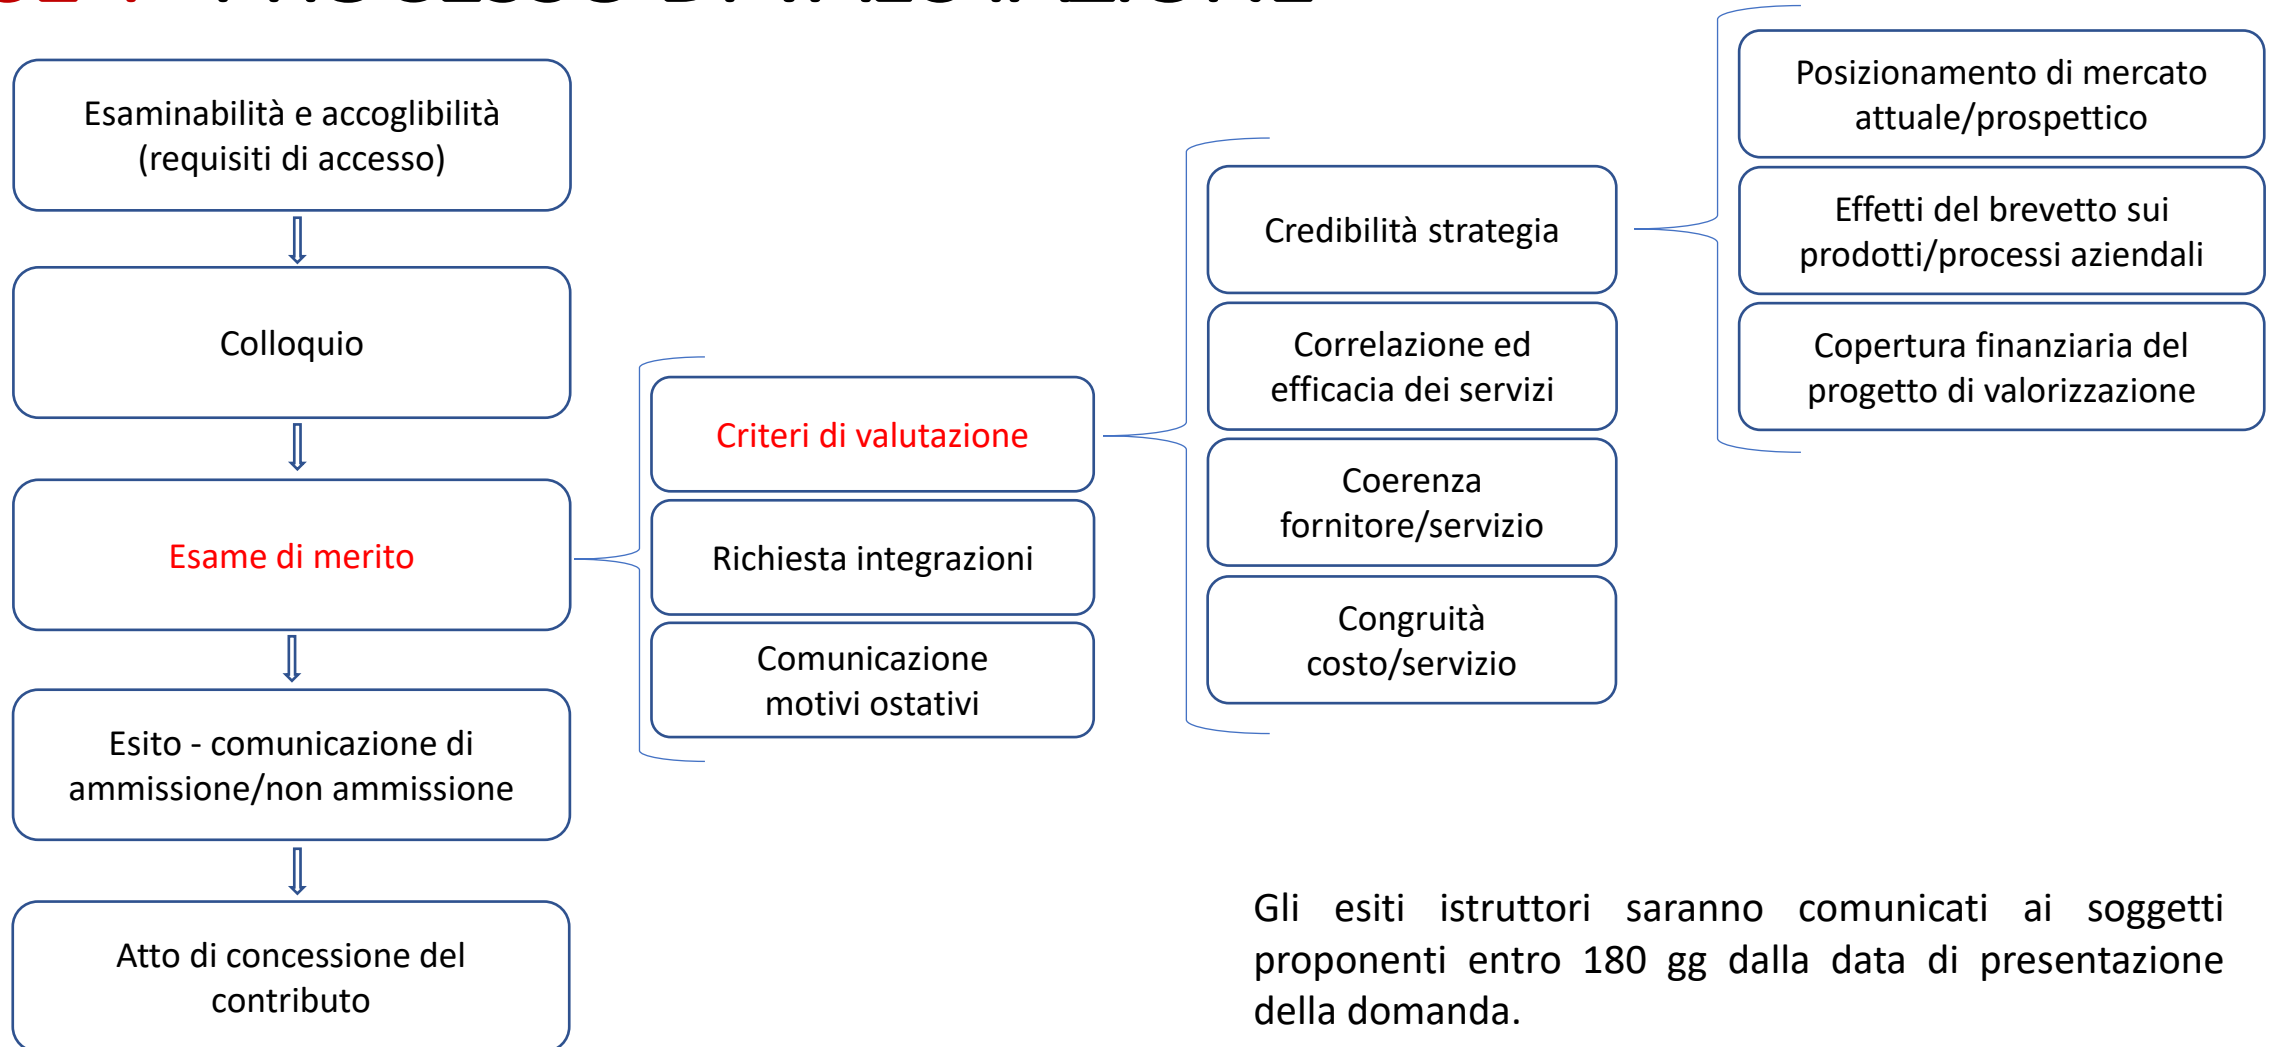 PROCESSO DI
Esaminabilità e accoglibilità
(requisiti di accesso)
Colloquio
Esame di merito
Esito - comunicazione di
ammissione/non ammissione
Atto di concessione del
contributo
Criteri di valutazione
Richiesta integrazioni
Comunicazione
motivi ostativi
Credibilità strategia
Correlazione ed
efficacia dei servizi
Coerenza
fornitore/servizio
Congruità
costo/servizio
Posizionamento di mercato
attuale/prospettico
Effetti del brevetto sui
prodotti/processi aziendali
Copertura finanziaria del
progetto di valorizzazione
Gli esiti istruttori saranno comunicati ai soggetti
proponenti entro 180 gg dalla data di presentazione
della domanda.